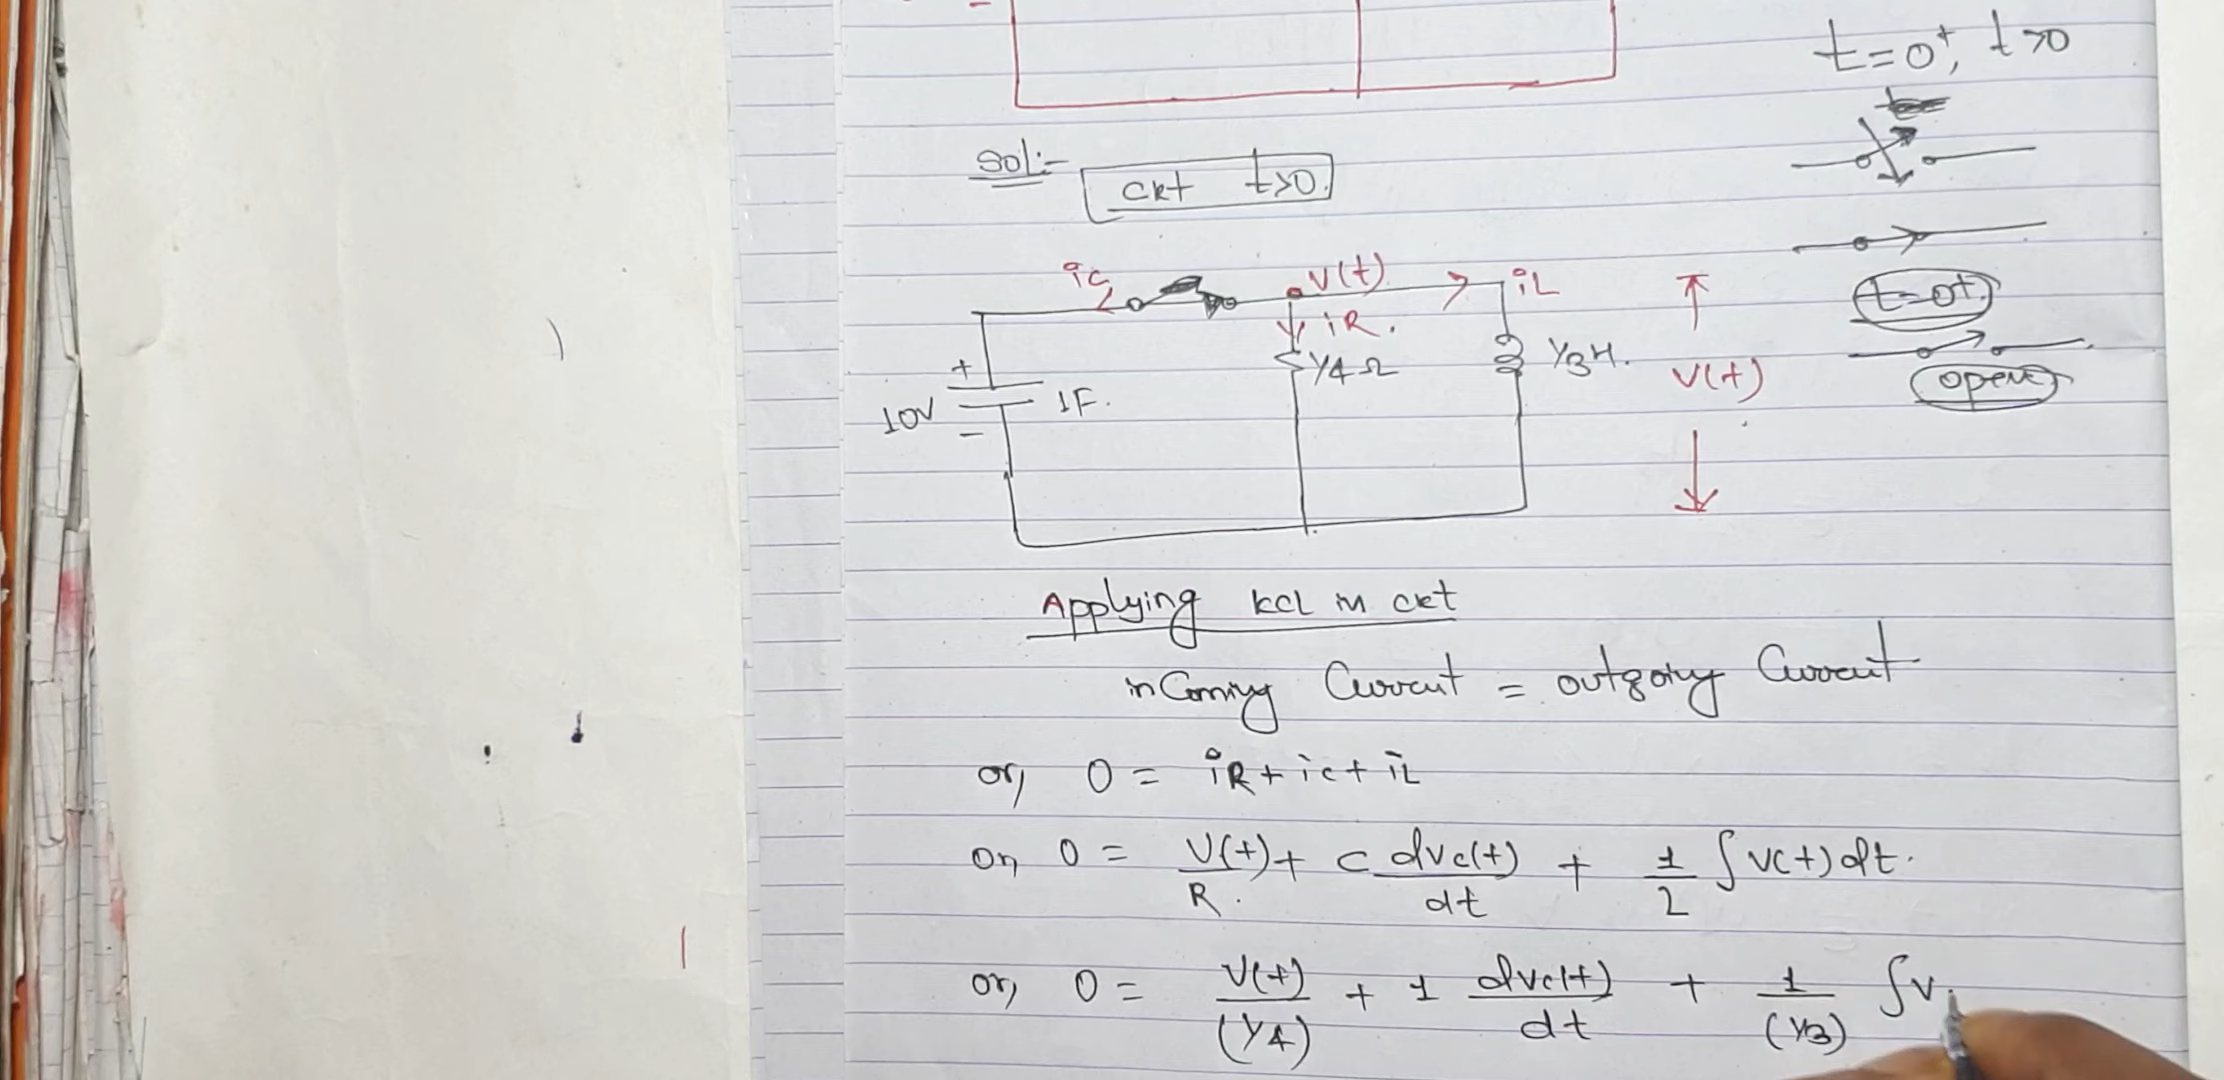 t=0⁺, t>0
Sol:-
ckt t>0.
ic
V(t)
iL
iR.
1/4 Ω
1/3 H.
+
10V
-
1F.
V(t)
t=0⁺
open
Applying KCL in ckt
incoming Current = outgoing Current
or, 0 = iR + ic + iL
or, 0 = V(t)/R. + C dvc(t)/dt + 1/2 ∫ v(t) dt.
or, 0 = V(t)/(1/4) + 1 dvc(t)/dt + 1/(1/3) ∫v